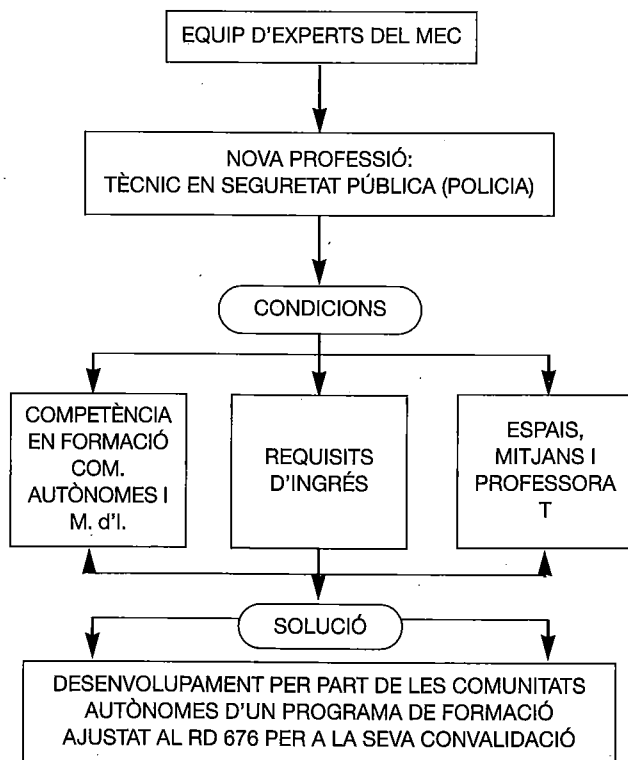 EQUIP D'EXPERTS DEL MEC
NOVA PROFESSIÓ:
TÈCNIC EN SEGURETAT PÚBLICA (POLICIA)
CONDICIONS
COMPETÈNCIA
EN FORMACIÓ
COM.
AUTÒNOMES I
M. d'I.
REQUISITS
D'INGRÉS
ESPAIS,
MITJANS I
PROFESSORA
T
SOLUCIÓ
DESENVOLUPAMENT PER PART DE LES COMUNITATS
AUTÒNOMES D'UN PROGRAMA DE FORMACIÓ
AJUSTAT AL RD 676 PER A LA SEVA CONVALIDACIÓ